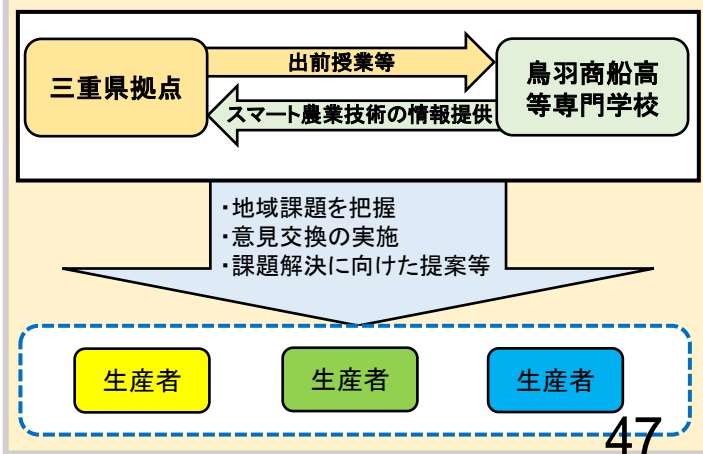 三重県拠点
出前授業等
スマート農業技術の情報提供
鳥羽商船高
等専門学校
・地域課題を把握
・意見交換の実施
・課題解決に向けた提案等
生産者
生産者
生産者
47